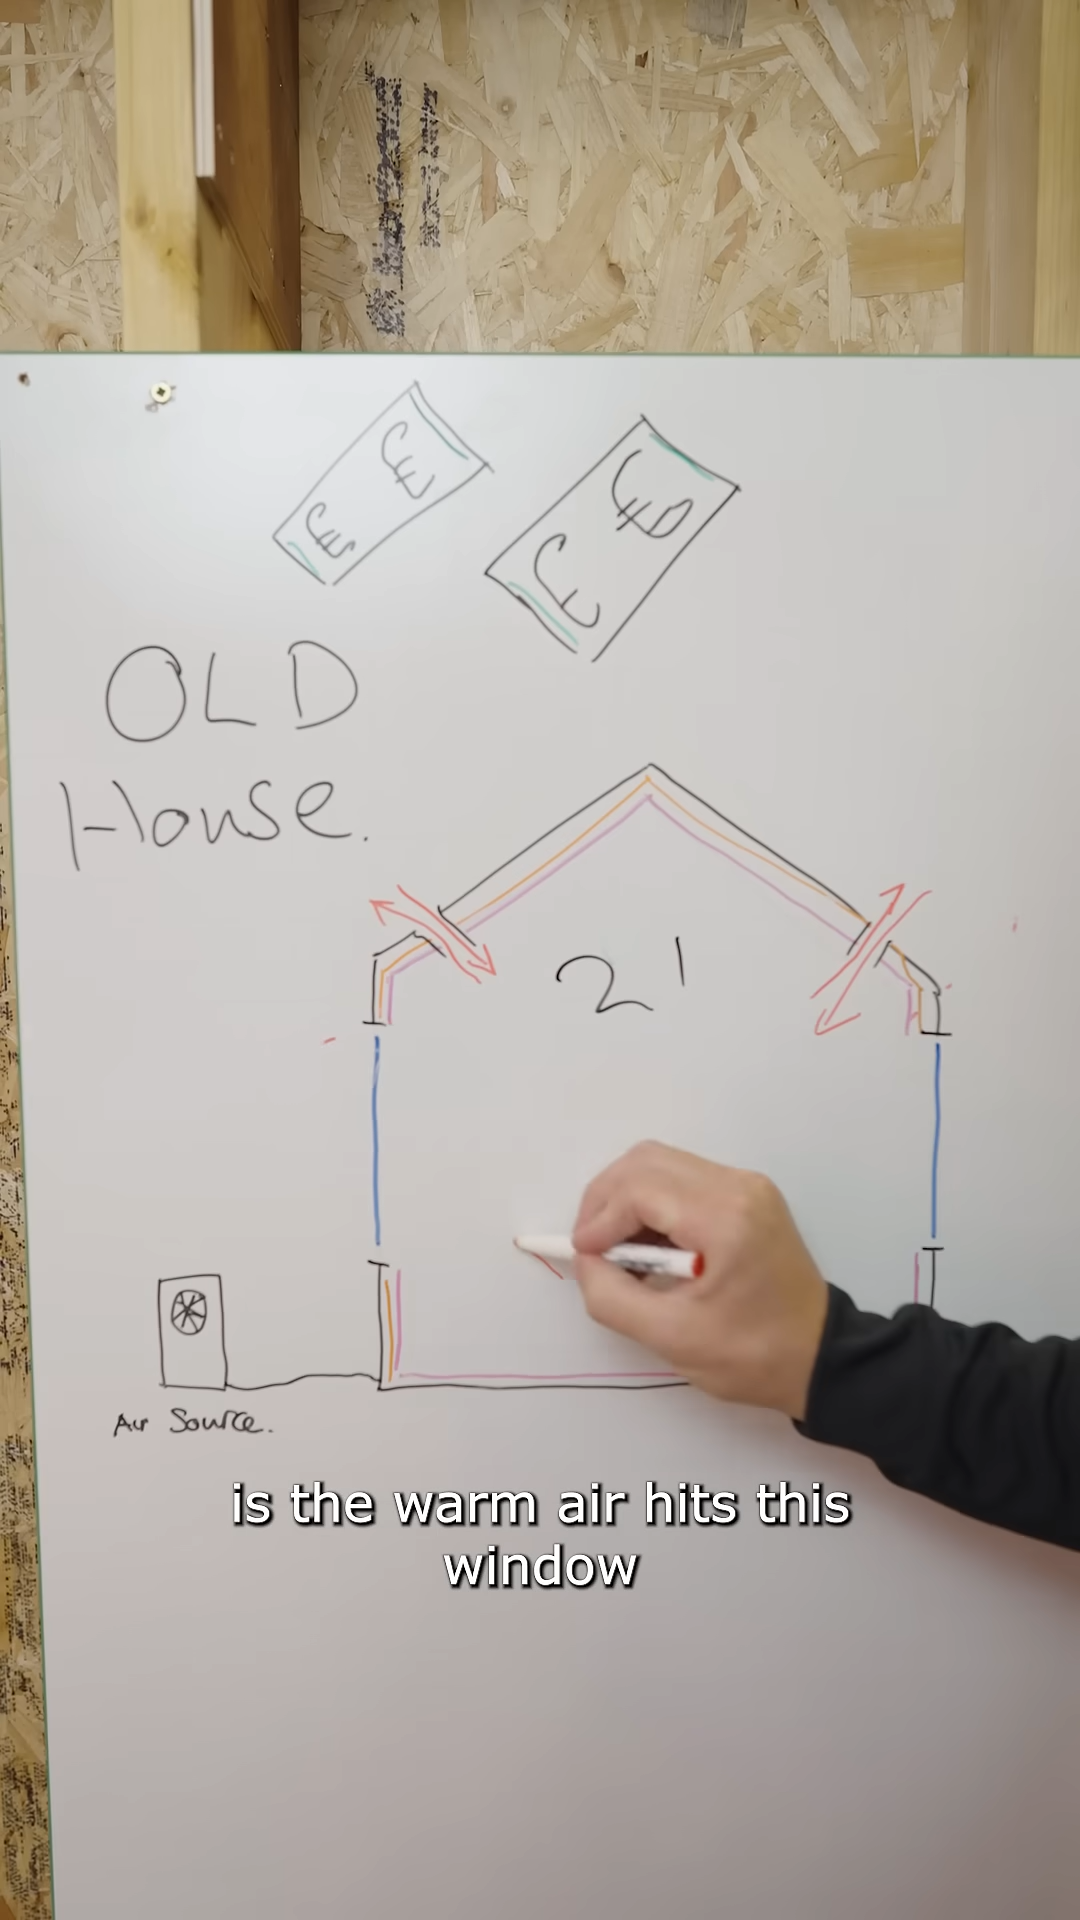 £ £
£ £
OLD
House.
21
Air Source.
is the warm air hits this
window